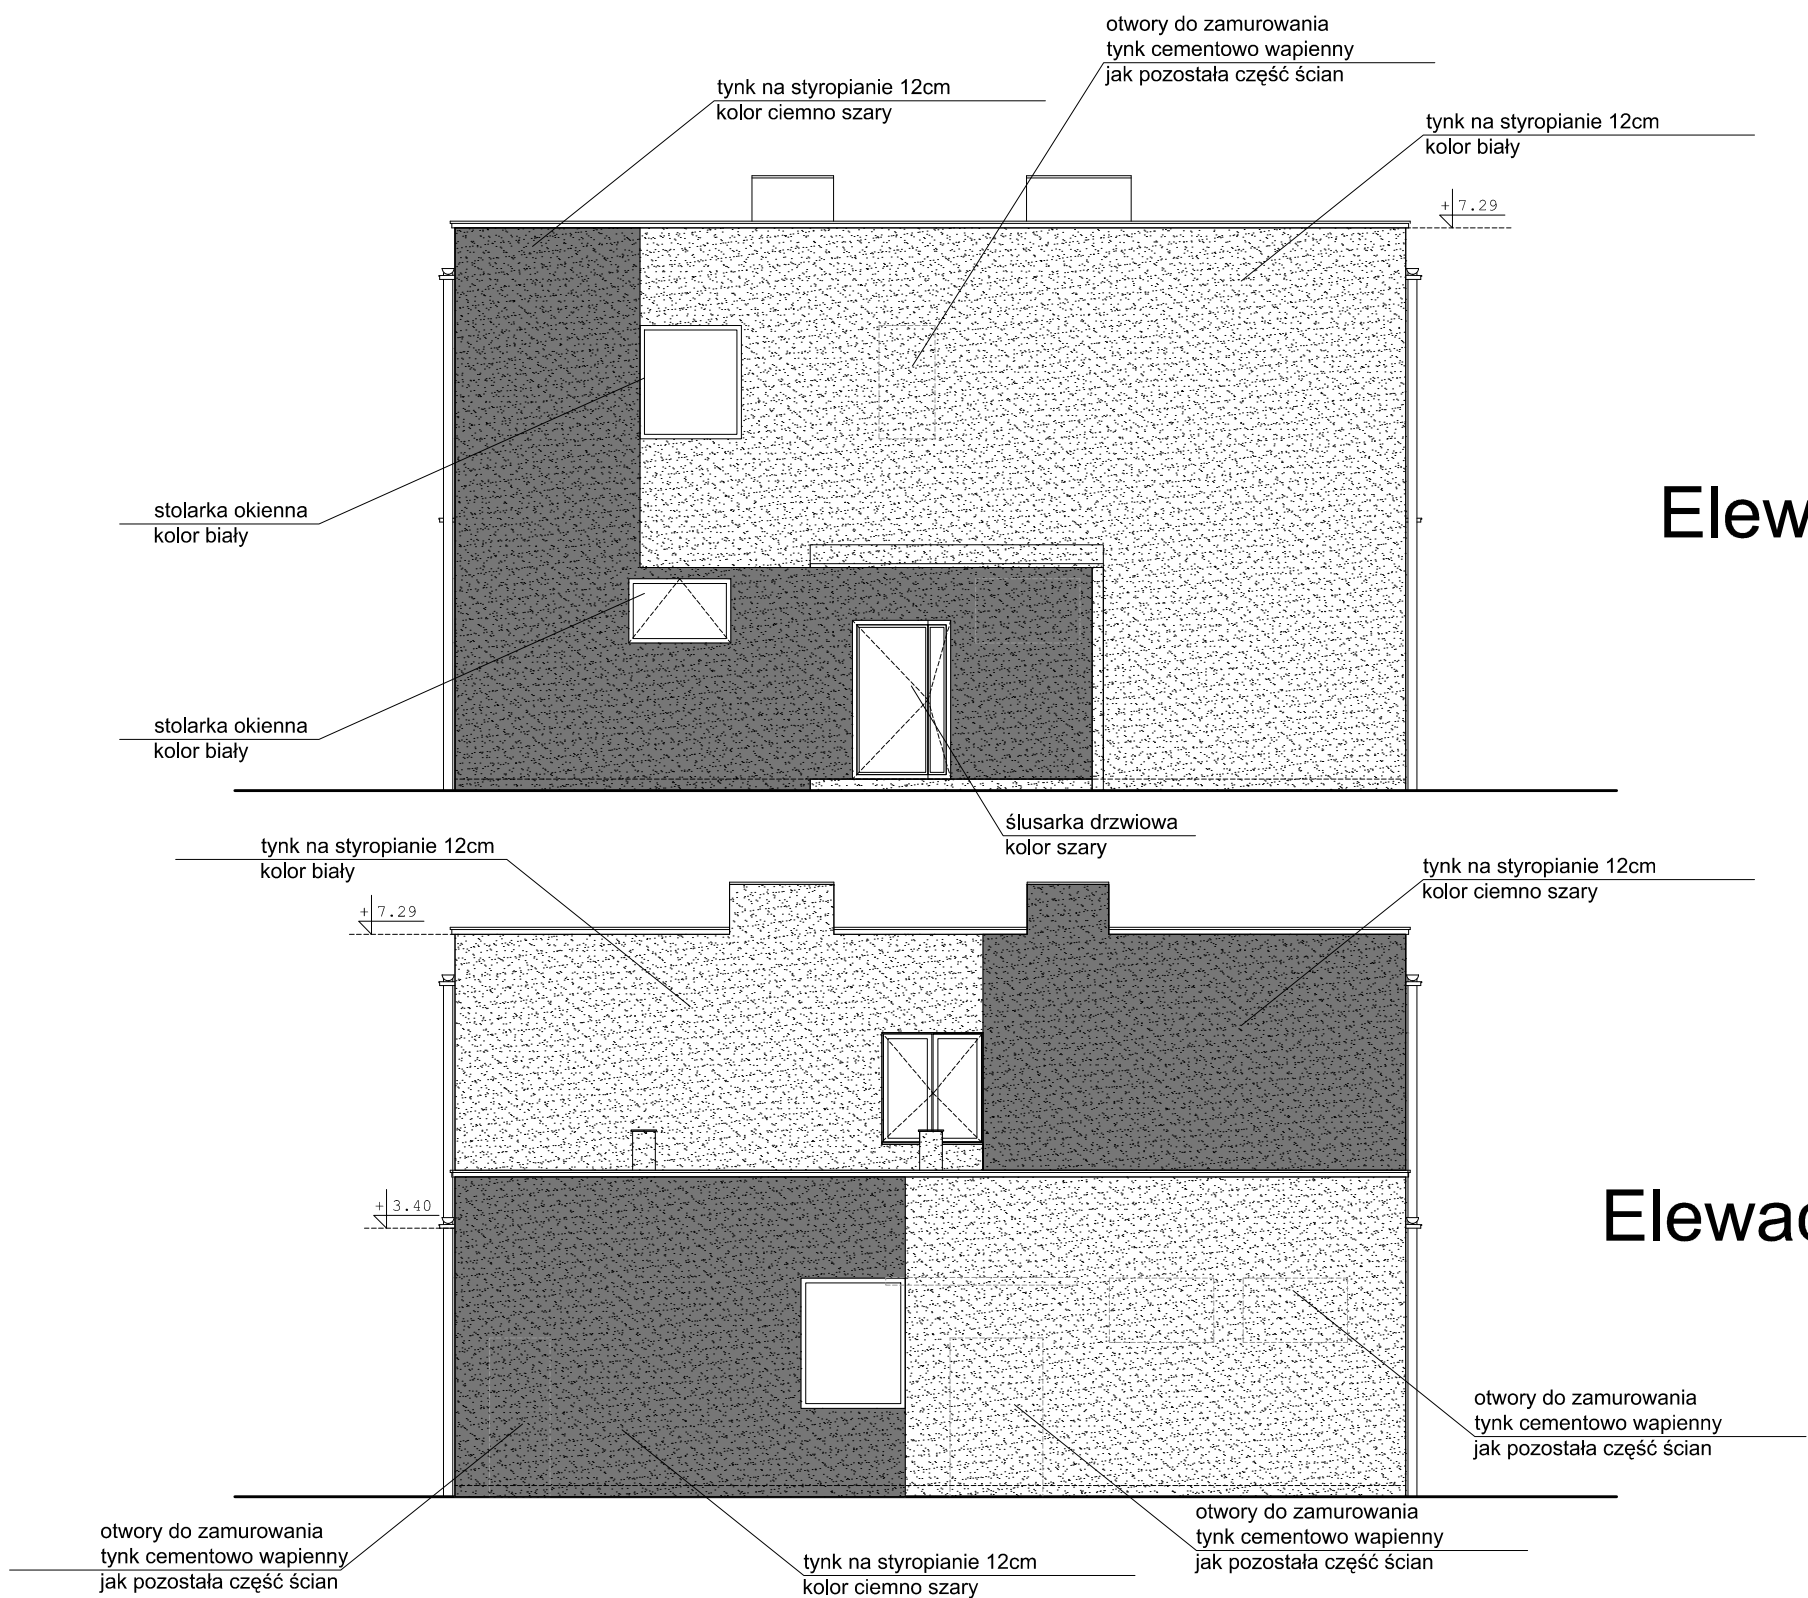 otwory do zamurowania
tynk cementowo wapienny
jak pozostała część ścian
tynk na styropianie 12cm
kolor ciemno szary
tynk na styropianie 12cm
kolor biały
+ 7.29
stolarka okienna
kolor biały
Elew
stolarka okienna
kolor biały
ślusarka drzwiowa
kolor szary
tynk na styropianie 12cm
kolor biały
tynk na styropianie 12cm
kolor ciemno szary
+ 7.29
+ 3.40
Elewac
otwory do zamurowania
tynk cementowo wapienny
jak pozostała część ścian
otwory do zamurowania
tynk cementowo wapienny
jak pozostała część ścian
otwory do zamurowania
tynk cementowo wapienny
jak pozostała część ścian
tynk na styropianie 12cm
kolor ciemno szary